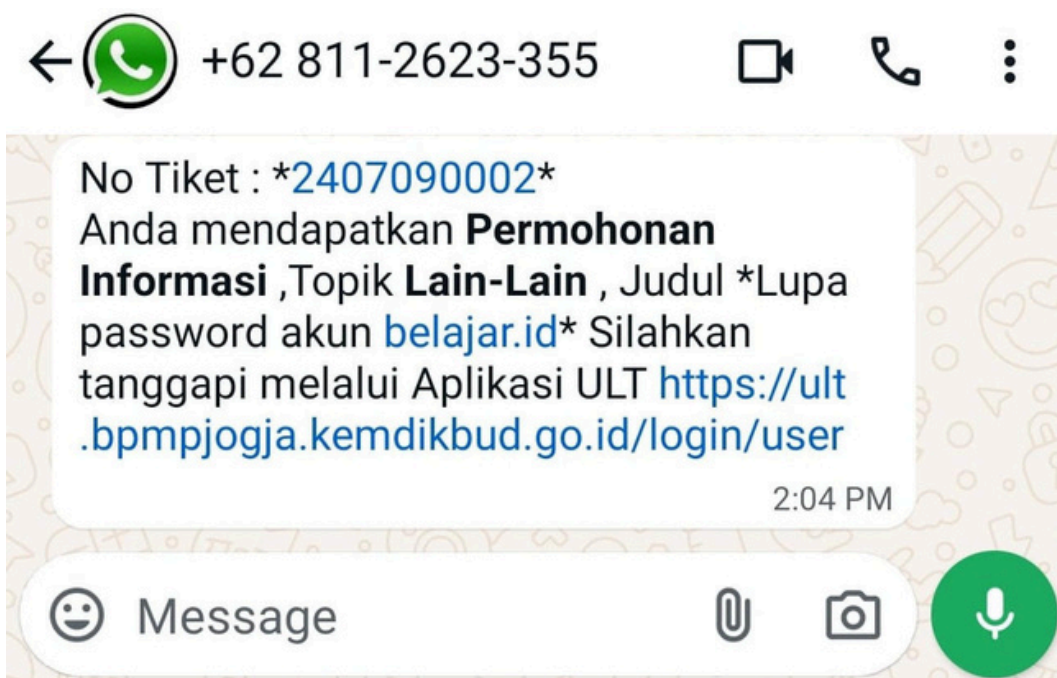 +62 811-2623-355
No Tiket : *2407090002*
Anda mendapatkan Permohonan
Informasi ,Topik Lain-Lain , Judul *Lupa
password akun belajar.id* Silahkan
tanggapi melalui Aplikasi ULT https://ult
.bpmpjogja.kemdikbud.go.id/login/user
2:04 PM
Message